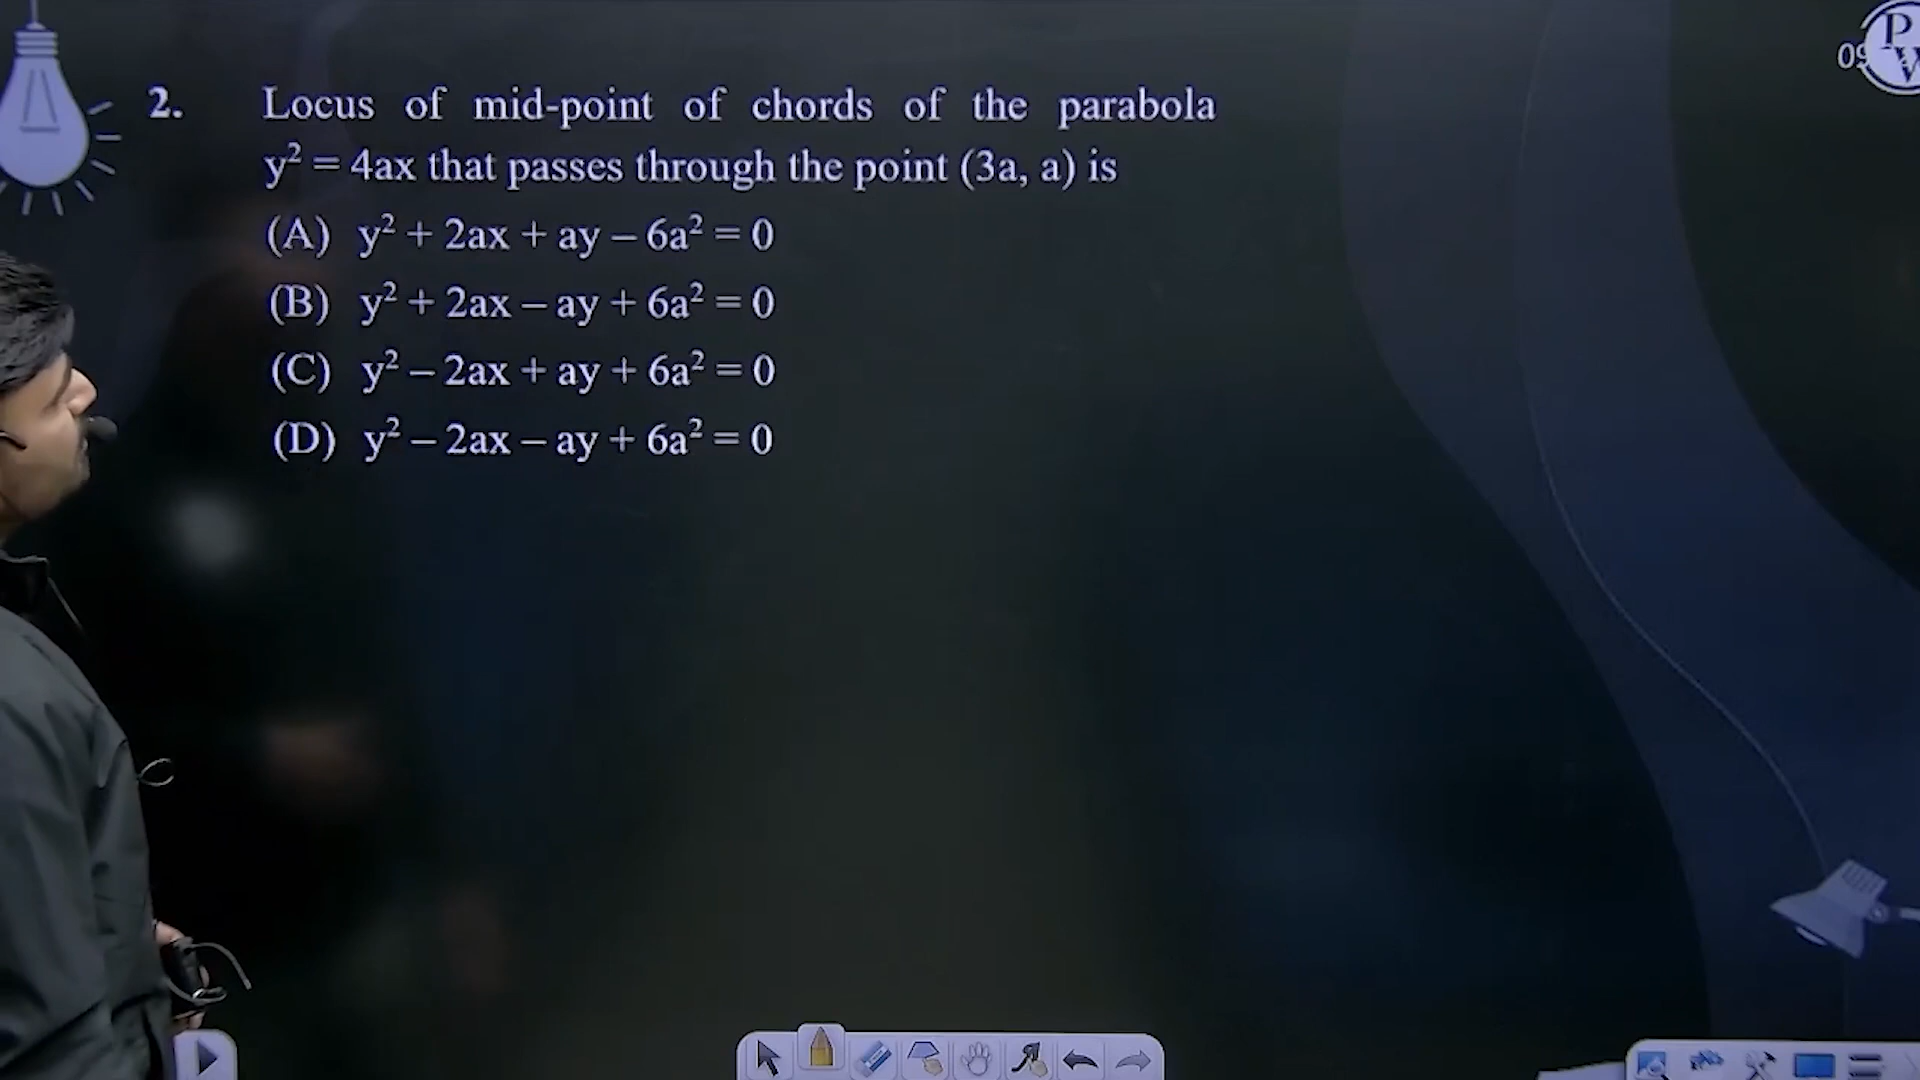 09
PW
2. Locus of mid-point of chords of the parabola
y² = 4ax that passes through the point (3a, a) is
(A) y² + 2ax + ay – 6a² = 0
(B) y² + 2ax – ay + 6a² = 0
(C) y² – 2ax + ay + 6a² = 0
(D) y² – 2ax – ay + 6a² = 0